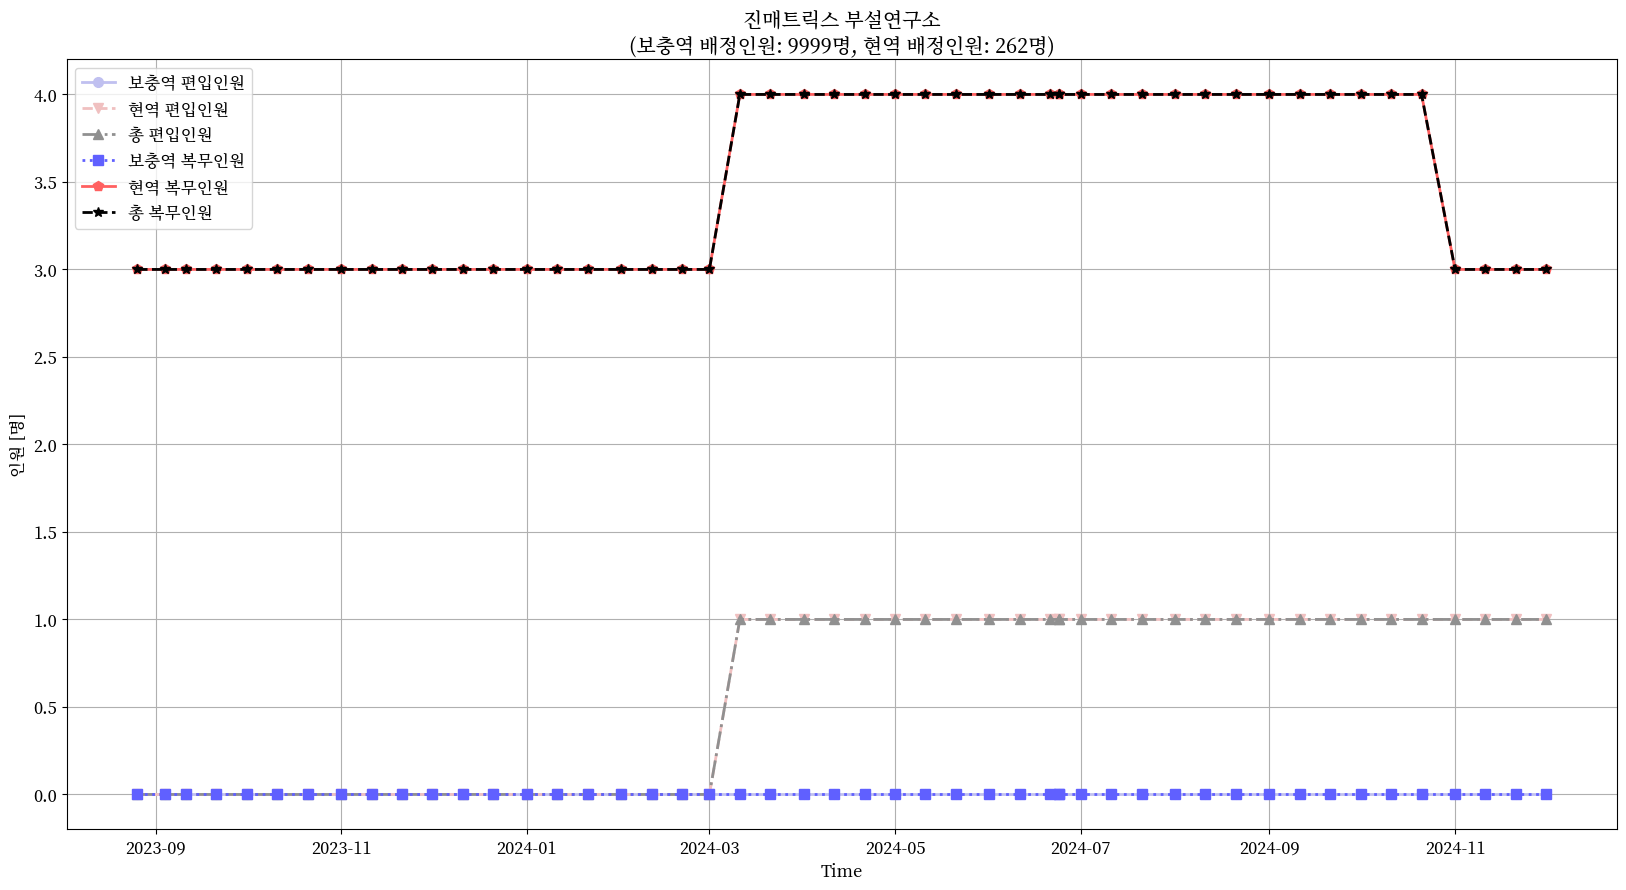 진매트릭스 부설연구소
(보충역 배정인원: 9999명, 현역 배정인원: 262명)
보충역 편입인원
현역 편입인원
총 편입인원
보충역 복무인원
현역 복무인원
총 복무인원
4.0
3.5
3.0
2.5
2.0
1.5
1.0
0.5
0.0
인원 [명]
2023-09
2023-11
2024-01
2024-03
2024-05
2024-07
2024-09
2024-11
Time